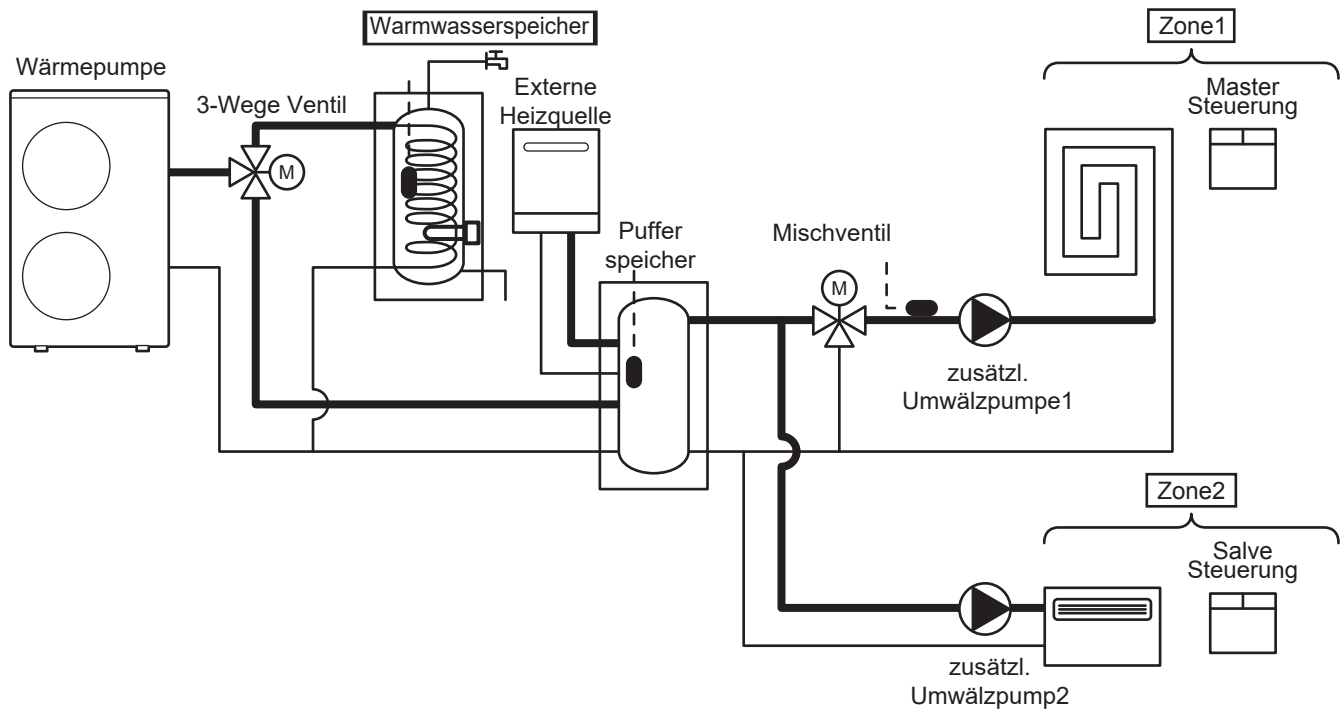 Warmwasserspeicher
Zone1
Wärmepumpe
3-Wege Ventil
M
Externe
Heizquelle
Master
Steuerung
Puffer
speicher
Mischventil
M
zusätzl.
Umwälzpumpe1
Zone2
Salve
Steuerung
zusätzl.
Umwälzpump2